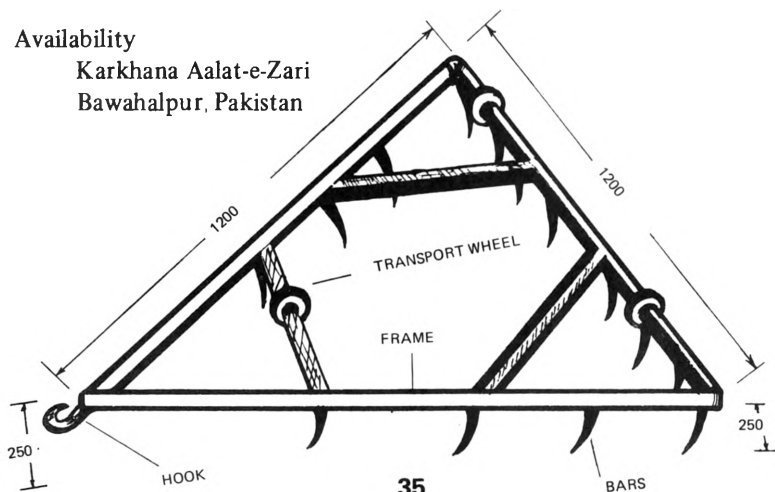 Availability
Karkhana Aalat-e-Zari
Bawahalpur, Pakistan
1200
1200
TRANSPORT WHEEL
FRAME
250
250
HOOK
35
BARS